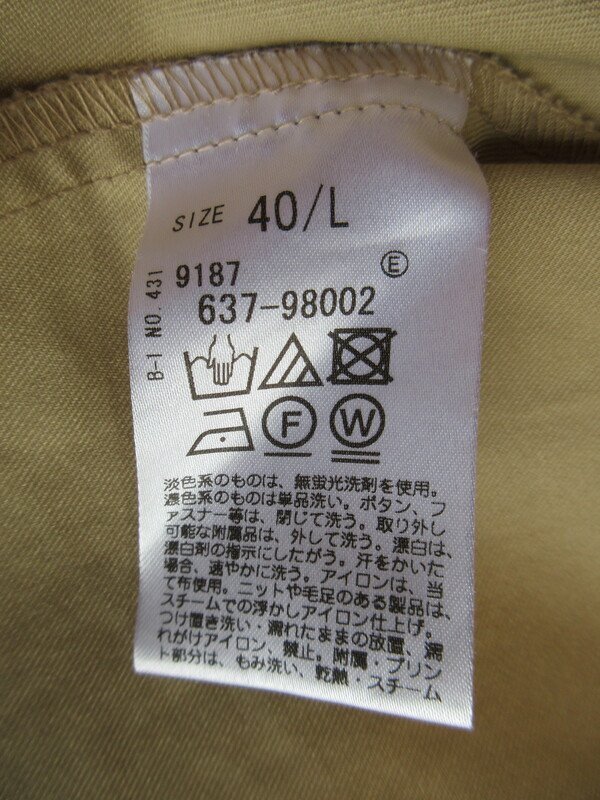 SIZE 40/L
9187 E
637-98002
B-I NO.431
F W
淡色系のものは、無蛍光洗剤を使用。
濃色系のものは単品洗い。ボタン、フ
ァスナー等は、閉じて洗う。取り外し
可能な附属品は、外して洗う。漂白は、
漂白剤の指示にしたがう。汗をかいた
場合、速やかに洗う。アイロンは、当
て布使用。ニットや毛足のある製品は、
スチームでの浮かしアイロン仕上げ。
つけ置き洗い・濡れたままの放置、濡
れがけアイロン、禁止。附属・プリン
ト部分は、もみ洗い、乾熱・スチーム